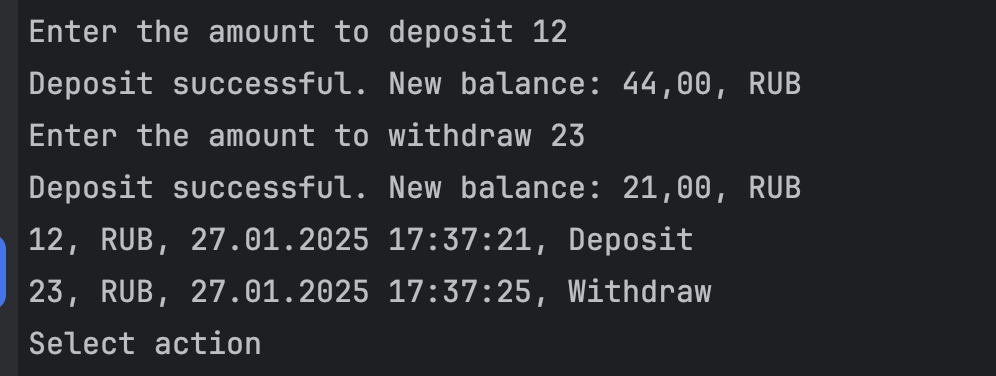 Enter the amount to deposit 12
Deposit successful. New balance: 44,00, RUB
Enter the amount to withdraw 23
Deposit successful. New balance: 21,00, RUB
12, RUB, 27.01.2025 17:37:21, Deposit
23, RUB, 27.01.2025 17:37:25, Withdraw
Select action